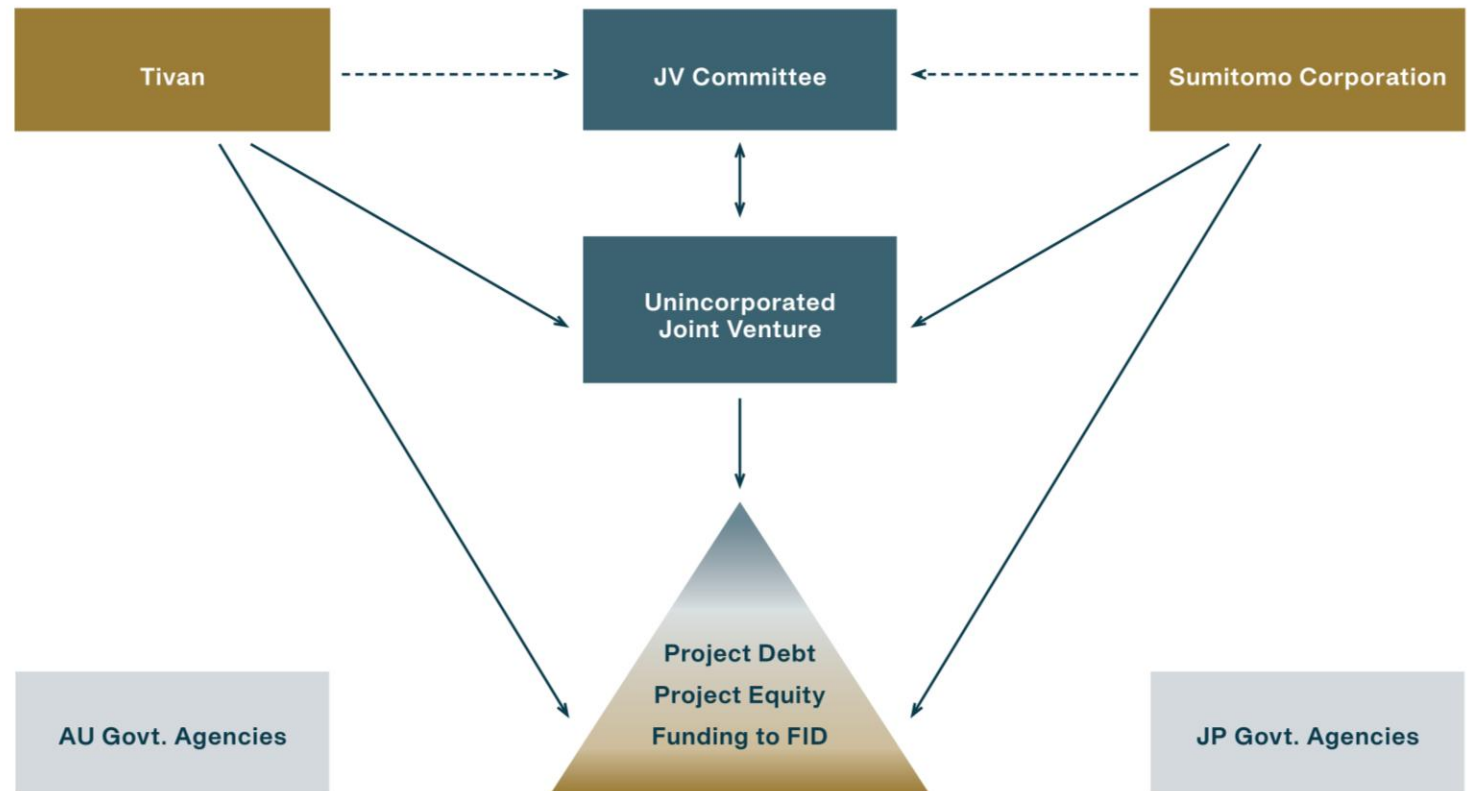 Tivan
JV Committee
Sumitomo Corporation
Unincorporated
Joint Venture
Project Debt
Project Equity
Funding to FID
AU Govt. Agencies
JP Govt. Agencies